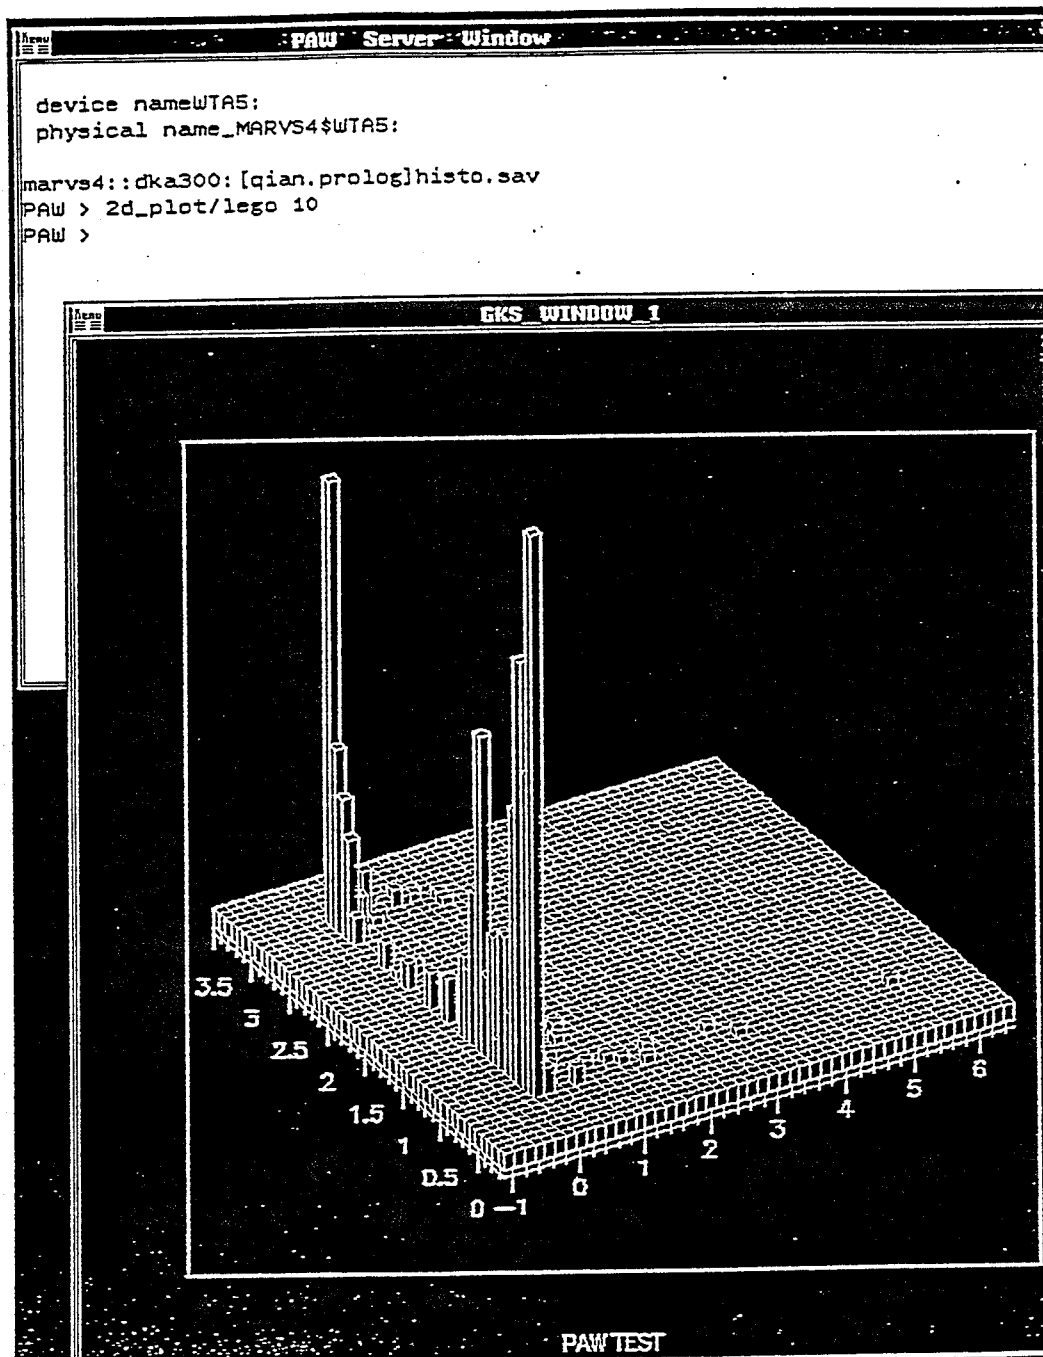 Menu
PAW Server Window
device nameWTA5:
physical name_MARVS4$WTA5:
marvs4::dka300:[qian.prolog]histo.sav
PAW > 2d_plot/lego 10
PAW >
Menu
GKS_WINDOW_1
3.5
3
2.5
2
1.5
1
0.5
0
-1
0
1
2
3
4
5
6
PAW TEST